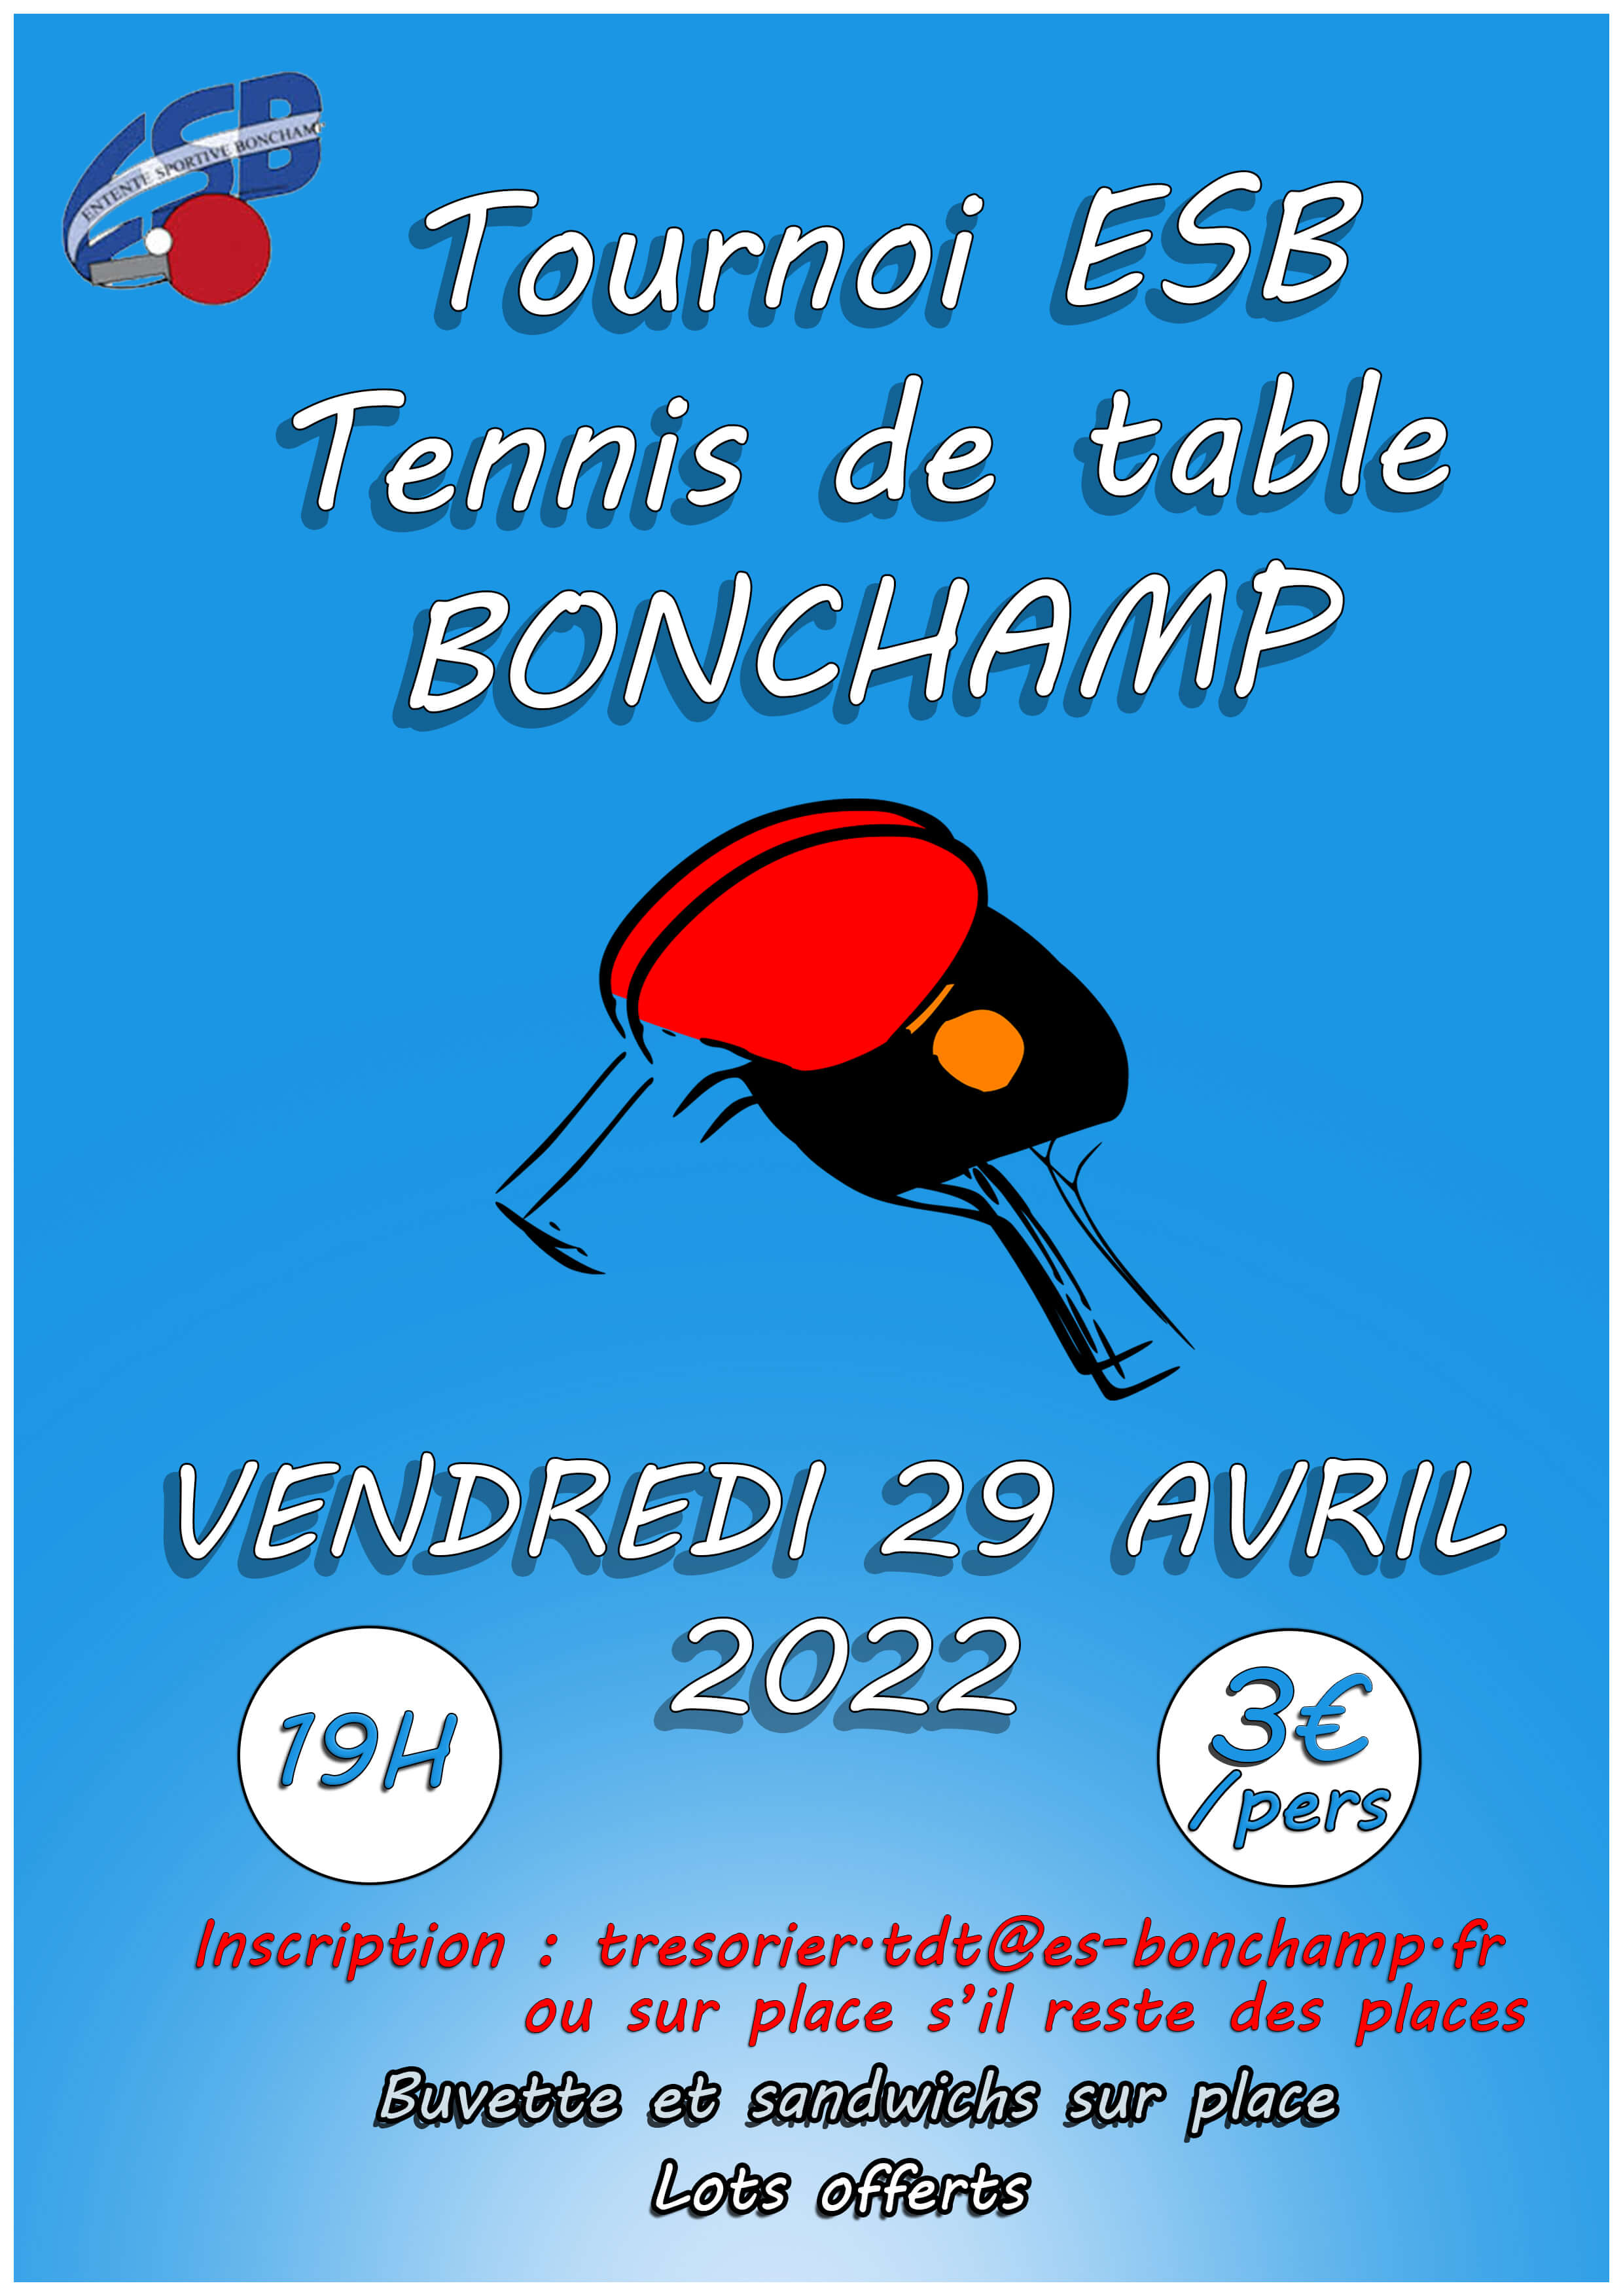 ESB
ENTENTE SPORTIVE BONCHAMP
Tournoi ESB
Tennis de table
BONCHAMP
VENDREDI 29 AVRIL
2022
19H
3€
/pers
Inscription : tresorier.tdt@es-bonchamp.fr
ou sur place s'il reste des places
Buvette et sandwichs sur place
Lots offerts